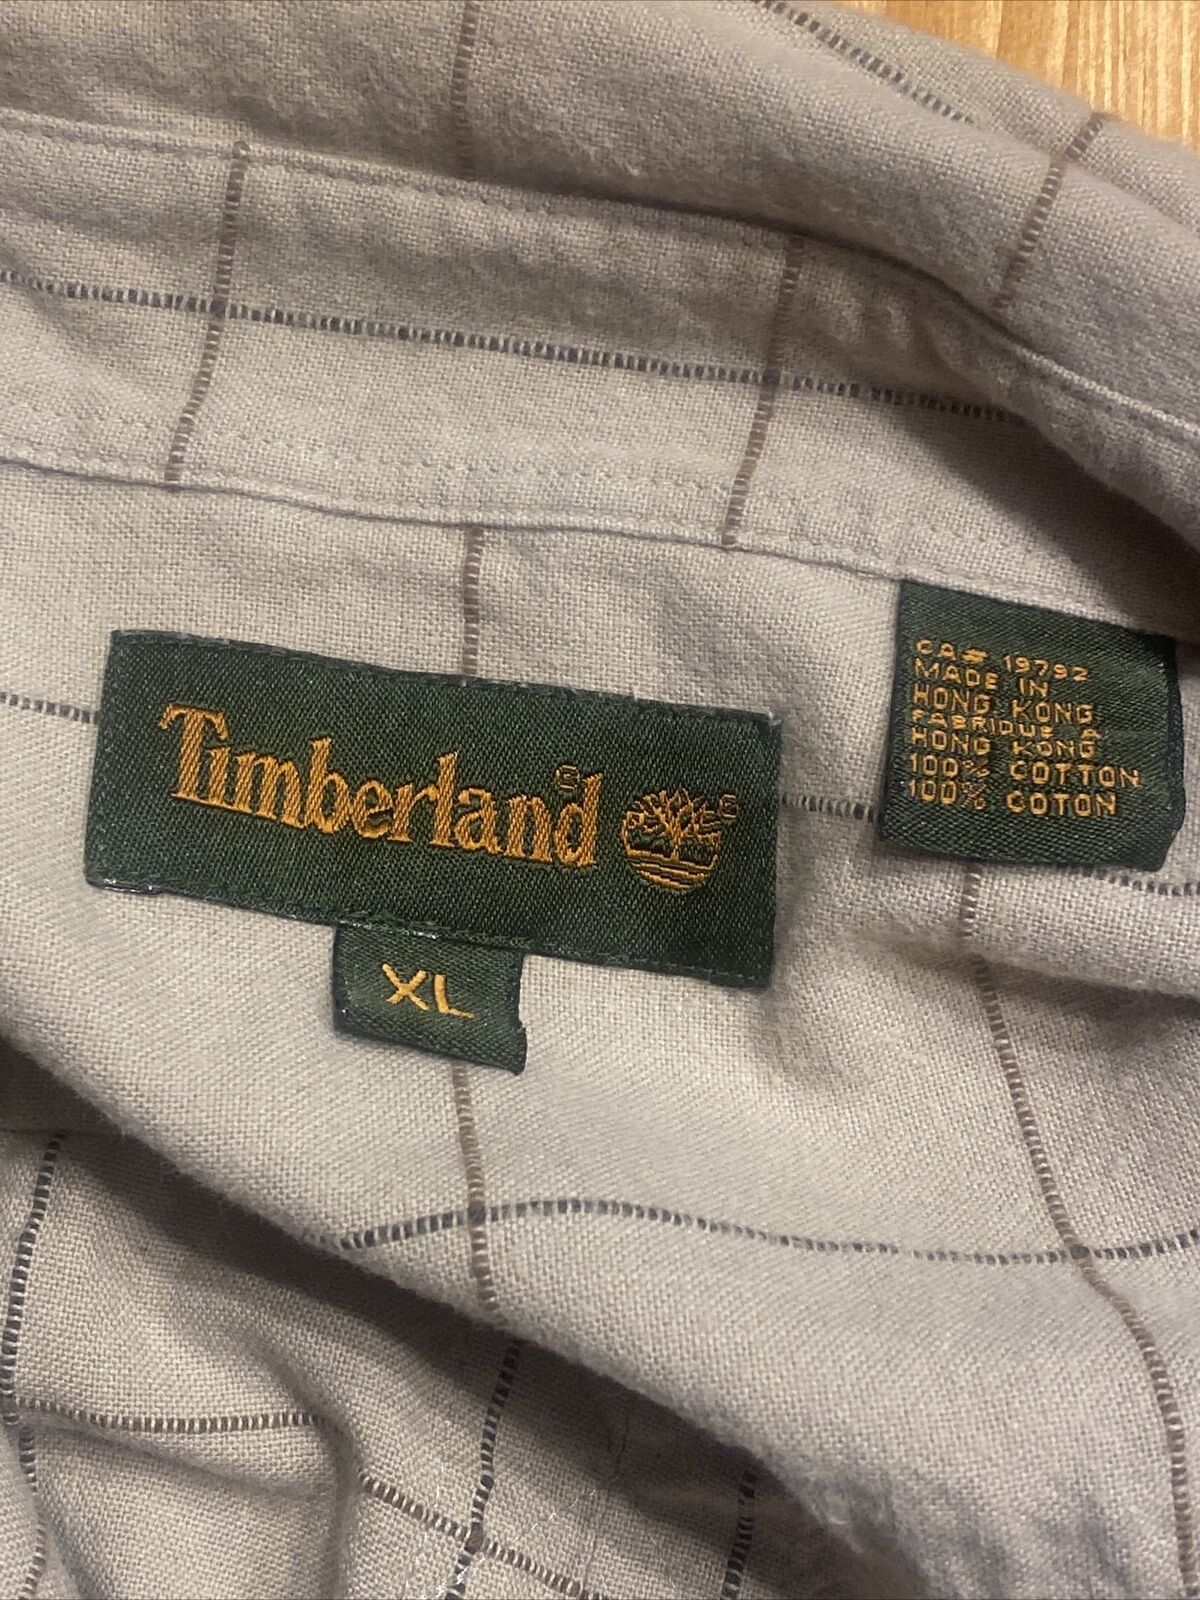 Timberland®
®
XL
CA# 19792
MADE IN
HONG KONG
FABRIQUE A
HONG KONG
100% COTTON
100% COTON